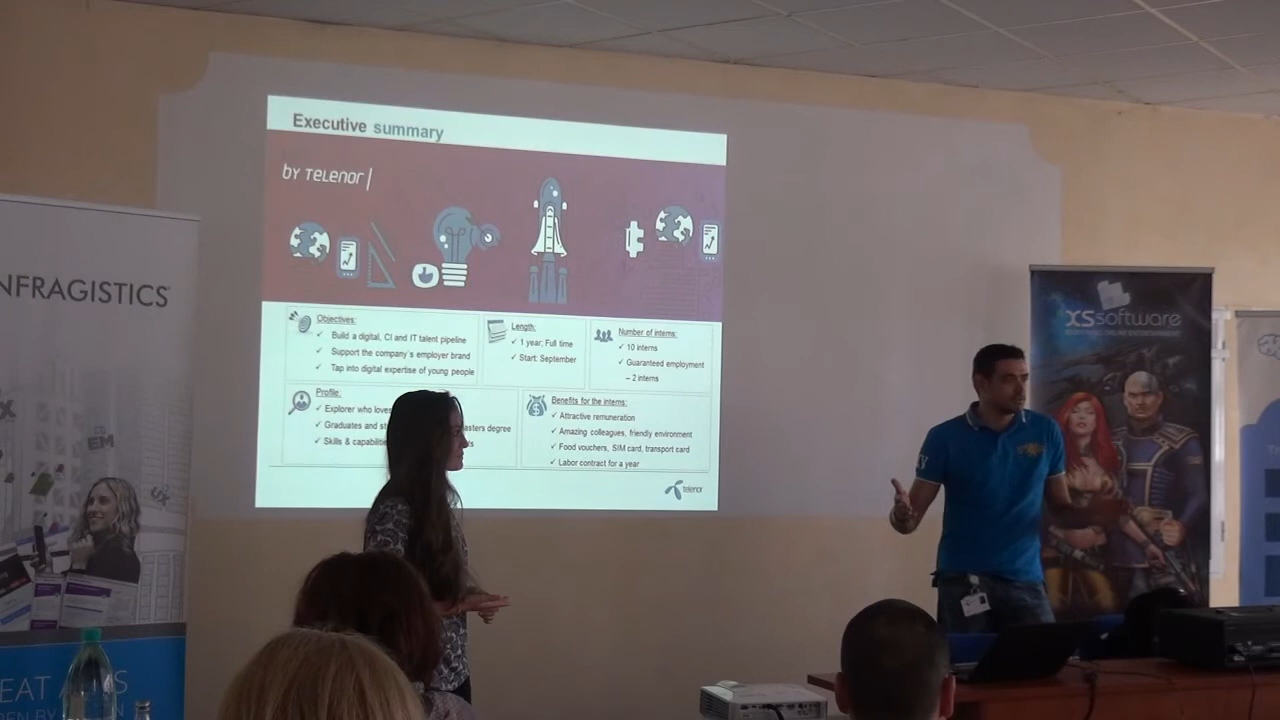 Executive summary
by TELENOR
Objectives:
✓ Build a digital, CI and IT talent pipeline
✓ Support the company's employer brand
✓ Tap into digital expertise of young people
Length:
✓ 1 year; Full time
✓ Start: September
Number of interns:
✓ 10 interns
✓ Guaranteed employment
– 2 interns
Profile:
✓ Explorer who loves
✓ Graduates and asters degree
✓ Skills &
Benefits for the interns:
✓ Attractive remuneration
✓ Amazing colleagues, friendly environment
✓ Food vouchers, SIM card, transport card
✓ Labor contract for a year
telenor
NFRAGISTICS
EM
UX
EAT A
S
XS software